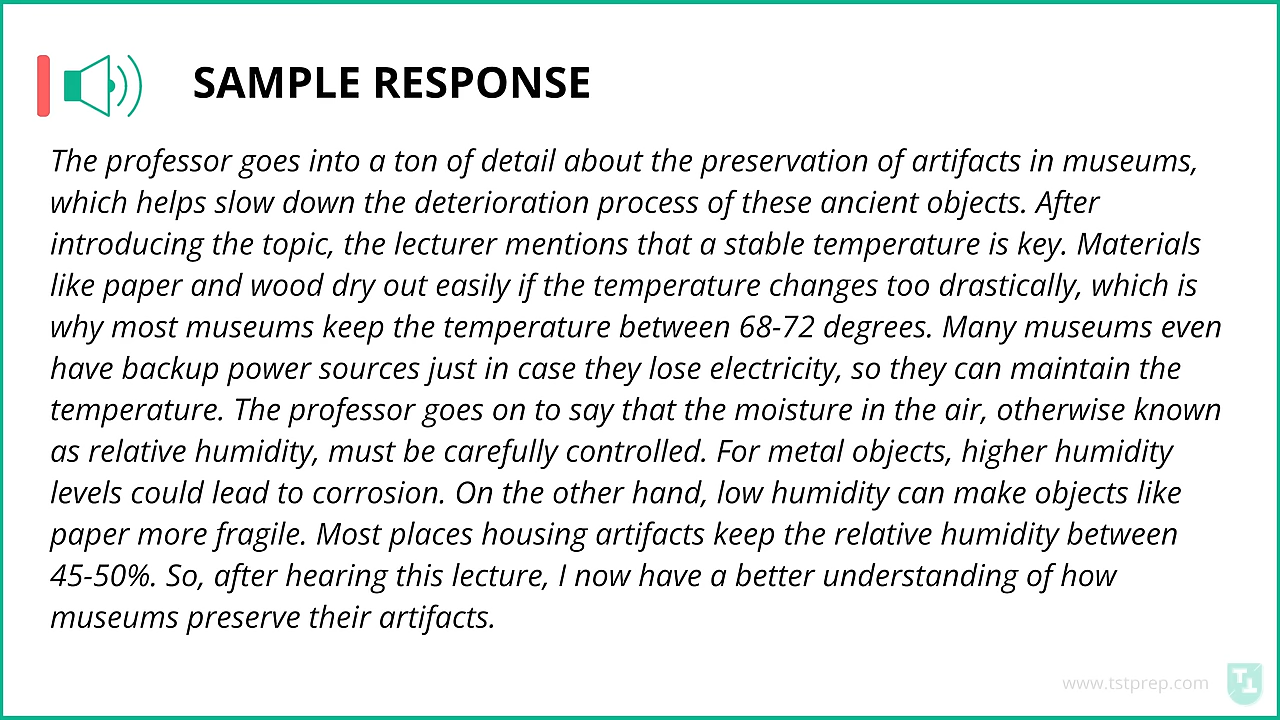 SAMPLE RESPONSE
The professor goes into a ton of detail about the preservation of artifacts in museums,
which helps slow down the deterioration process of these ancient objects. After
introducing the topic, the lecturer mentions that a stable temperature is key. Materials
like paper and wood dry out easily if the temperature changes too drastically, which is
why most museums keep the temperature between 68-72 degrees. Many museums even
have backup power sources just in case they lose electricity, so they can maintain the
temperature. The professor goes on to say that the moisture in the air, otherwise known
as relative humidity, must be carefully controlled. For metal objects, higher humidity
levels could lead to corrosion. On the other hand, low humidity can make objects like
paper more fragile. Most places housing artifacts keep the relative humidity between
45-50%. So, after hearing this lecture, I now have a better understanding of how
museums preserve their artifacts.
www.tstprep.com